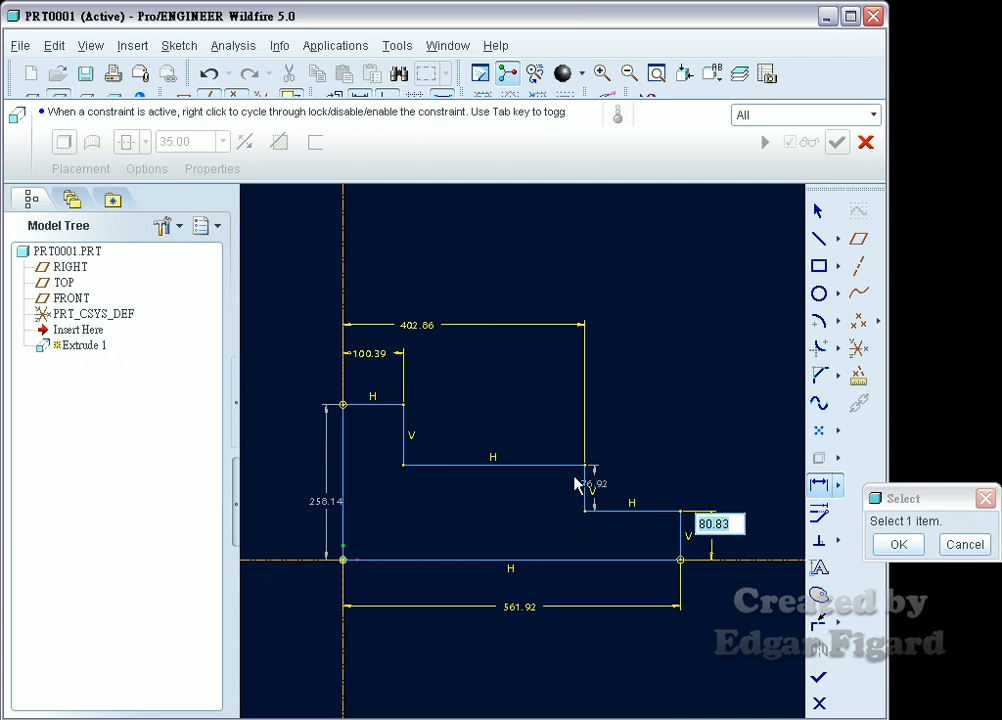 PRT0001 (Active) - Pro/ENGINEER Wildfire 5.0
File Edit View Insert Sketch Analysis Info Applications Tools Window Help
When a constraint is active, right click to cycle through lock/disable/enable the constraint. Use Tab key to togg
All
35.00
Placement Options Properties
Model Tree
PRT0001.PRT
RIGHT
TOP
FRONT
PRT_CSYS_DEF
Insert Here
Extrude 1
402.86
100.39
H
V
H
76.92
V
H
258.14
80.83
V
H
561.92
Select
Select 1 item.
OK Cancel
Created by
Edgar Figard